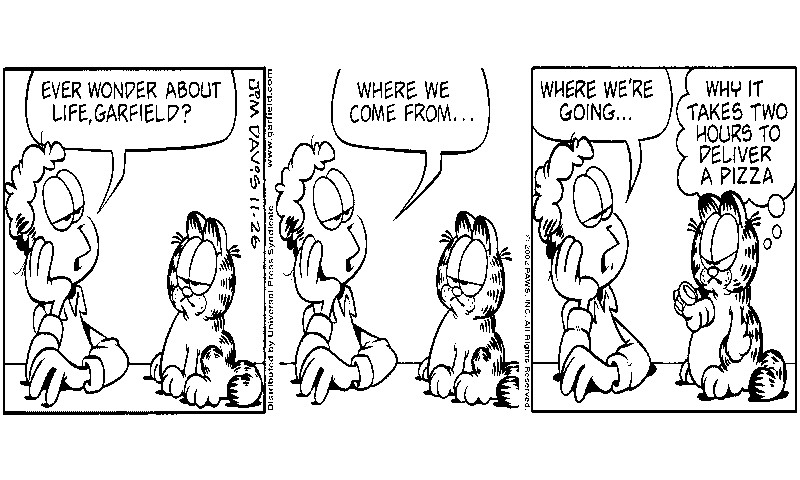 EVER WONDER ABOUT
LIFE, GARFIELD?
JIM DAVIS 11-26
www.garfield.com
Distributed by Universal Press Syndicate
WHERE WE
COME FROM...
© 2002 PAWS, INC. All Rights Reserved.
WHERE WE'RE
GOING...
WHY IT
TAKES TWO
HOURS TO
DELIVER
A PIZZA